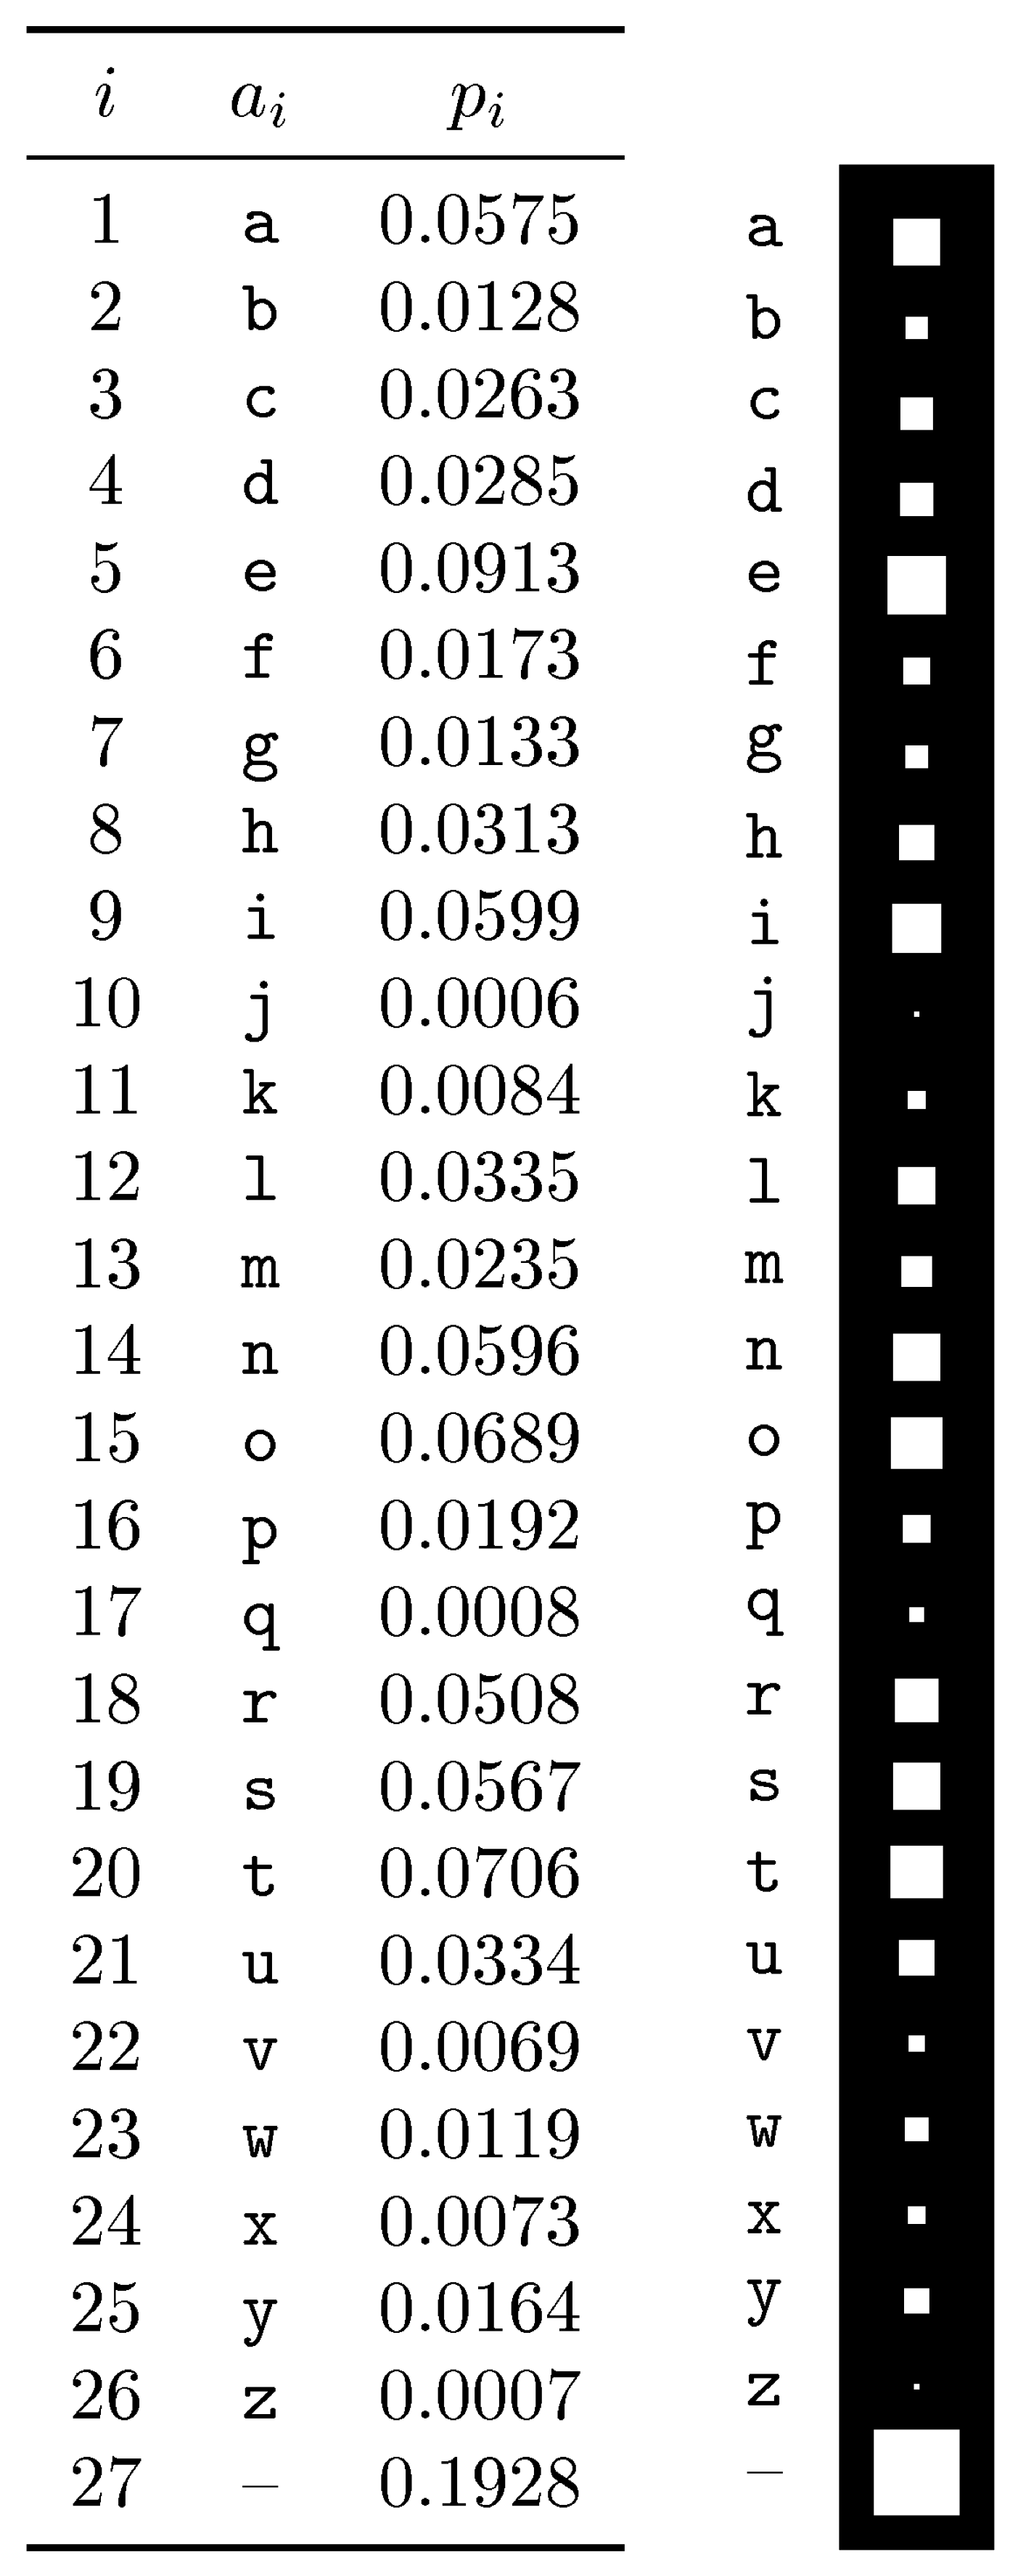 i aᵢ pᵢ
1 a 0.0575 a
2 b 0.0128 b
3 c 0.0263 c
4 d 0.0285 d
5 e 0.0913 e
6 f 0.0173 f
7 g 0.0133 g
8 h 0.0313 h
9 i 0.0599 i
10 j 0.0006 j
11 k 0.0084 k
12 l 0.0335 l
13 m 0.0235 m
14 n 0.0596 n
15 o 0.0689 o
16 p 0.0192 p
17 q 0.0008 q
18 r 0.0508 r
19 s 0.0567 s
20 t 0.0706 t
21 u 0.0334 u
22 v 0.0069 v
23 w 0.0119 w
24 x 0.0073 x
25 y 0.0164 y
26 z 0.0007 z
27 – 0.1928 –